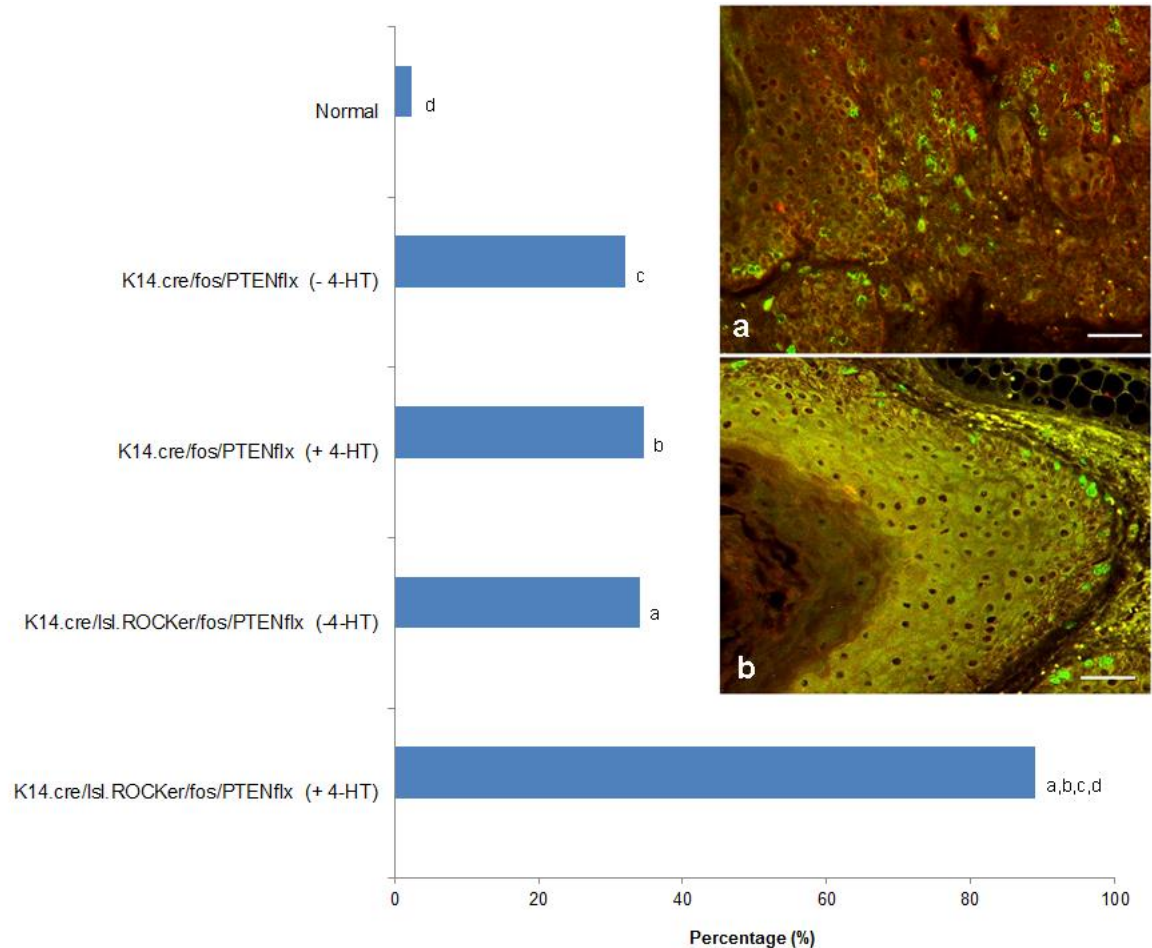 Normal
d
K14.cre/fos/PTENflx (- 4-HT)
c
K14.cre/fos/PTENflx (+ 4-HT)
b
K14.cre/lsl.ROCKer/fos/PTENflx (-4-HT)
a
K14.cre/lsl.ROCKer/fos/PTENflx (+ 4-HT)
a,b,c,d
0 20 40 60 80 100
Percentage (%)
a
b